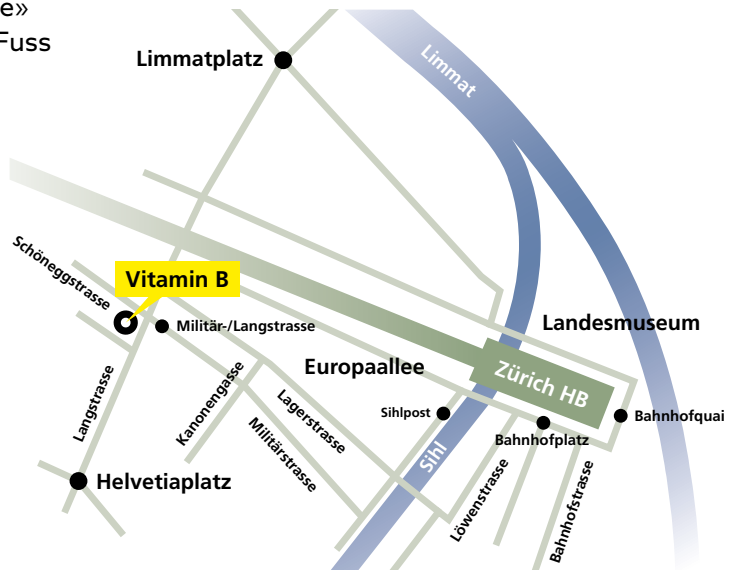 e»
Fuss
Limmatplatz
Limmat
Schöneggstrasse
Vitamin B
Militär-/Langstrasse
Landesmuseum
Europaallee
Zürich HB
Langstrasse
Kanonengasse
Lagerstrasse
Militärstrasse
Sihlpost
Bahnhofquai
Bahnhofplatz
Sihl
Helvetiaplatz
Löwenstrasse
Bahnhofstrasse